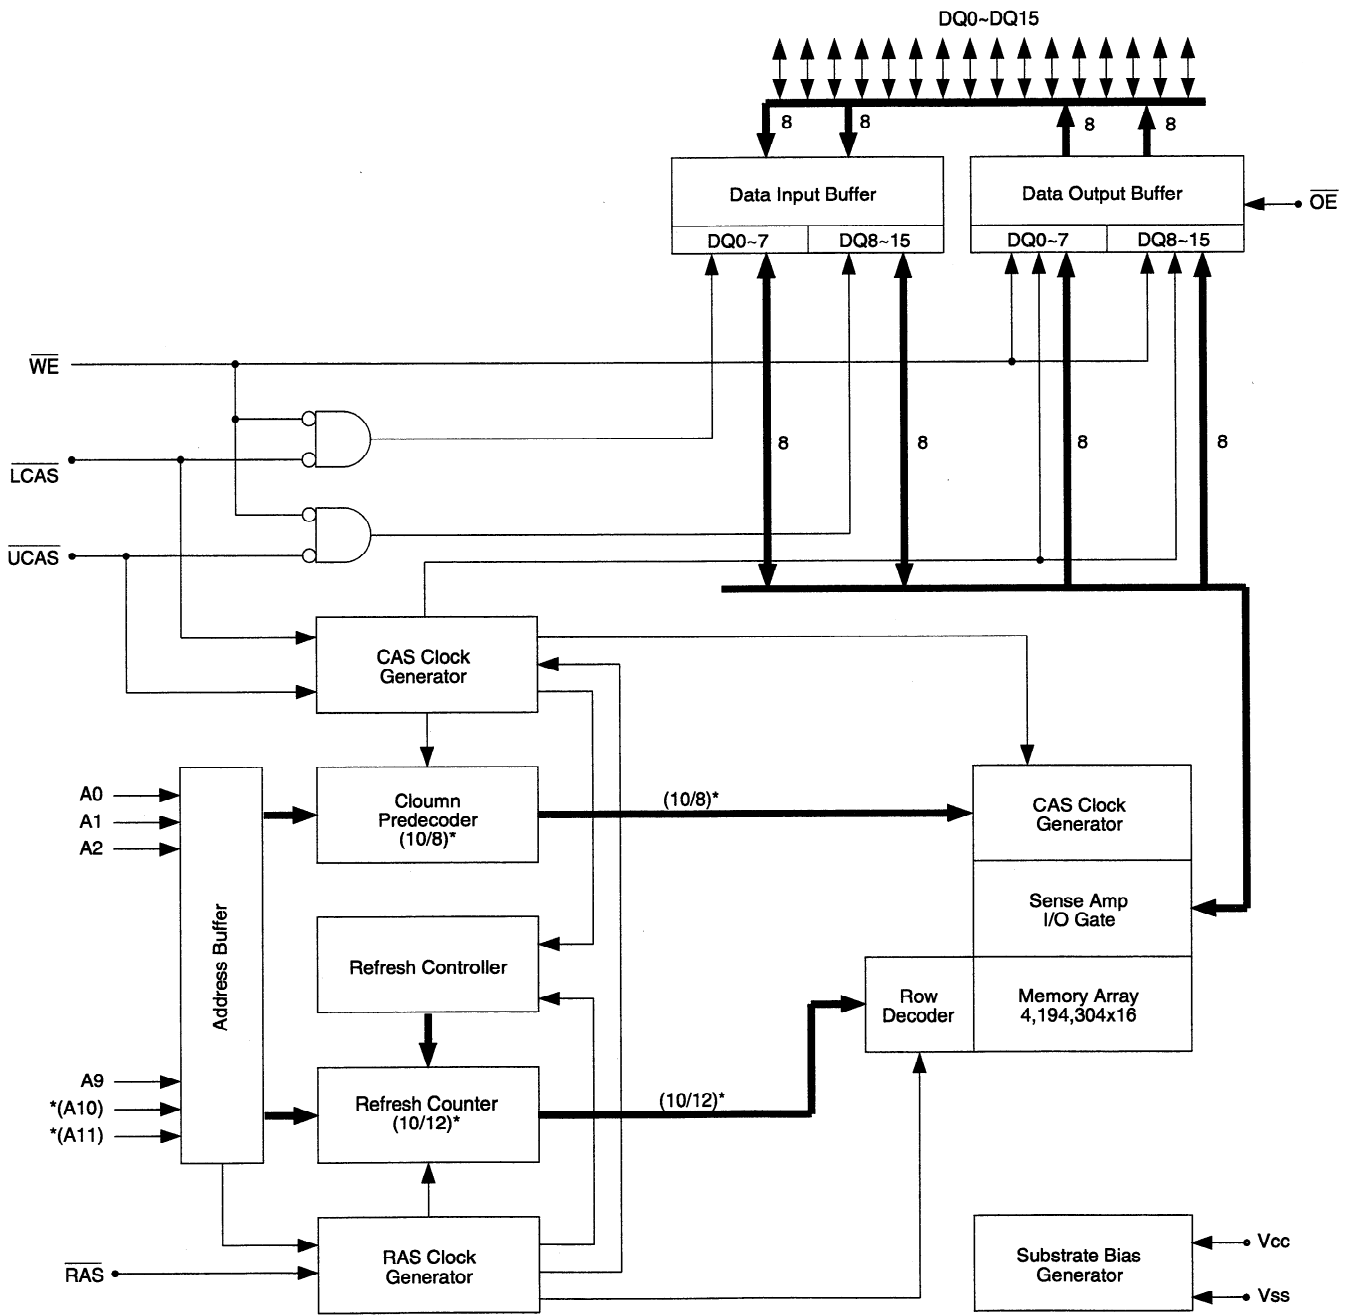 DQ0~DQ15
8 8 8 8
Data Input Buffer
DQ0~7 DQ8~15
Data Output Buffer
DQ0~7 DQ8~15
OE
WE
LCAS
UCAS
8 8 8 8
CAS Clock
Generator
A0
A1
A2
A9
*(A10)
*(A11)
Address Buffer
Cloumn
Predecoder
(10/8)*
(10/8)*
CAS Clock
Generator
Sense Amp
I/O Gate
Refresh Controller
Row
Decoder
Memory Array
4,194,304x16
Refresh Counter
(10/12)*
(10/12)*
RAS
RAS Clock
Generator
Substrate Bias
Generator
Vcc
Vss